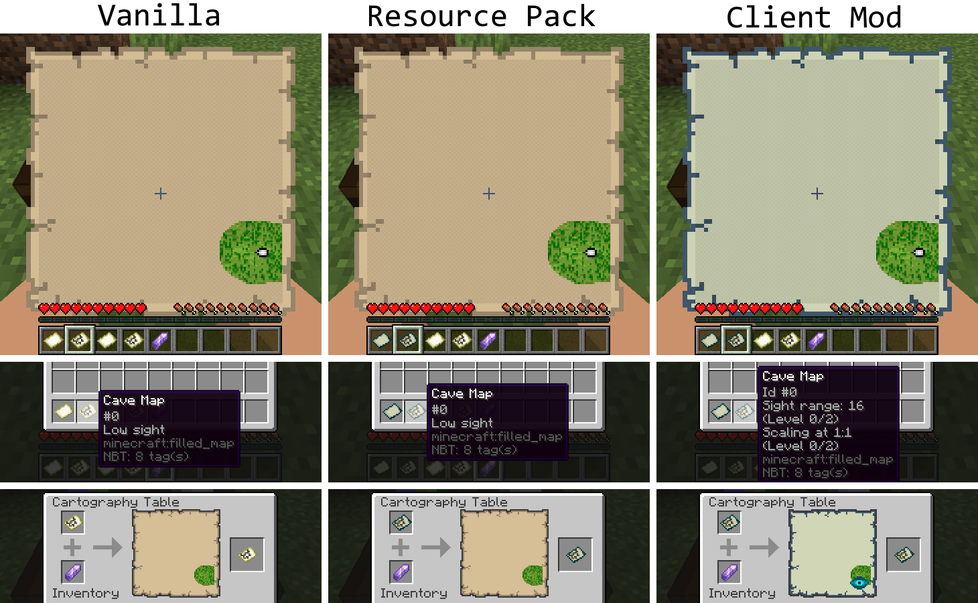 Vanilla
Resource Pack
Client Mod
Cave Map
#0
Low sight
minecraft:filled_map
NBT: 8 tag(s)
Cave Map
#0
Low sight
minecraft:filled_map
NBT: 8 tag(s)
Cave Map
Id #0
Sight range: 16
(Level 0/2)
Scaling at 1:1
(Level 0/2)
minecraft:filled_map
NBT: 8 tag(s)
Cartography Table
Inventory
Cartography Table
Inventory
Cartography Table
Inventory